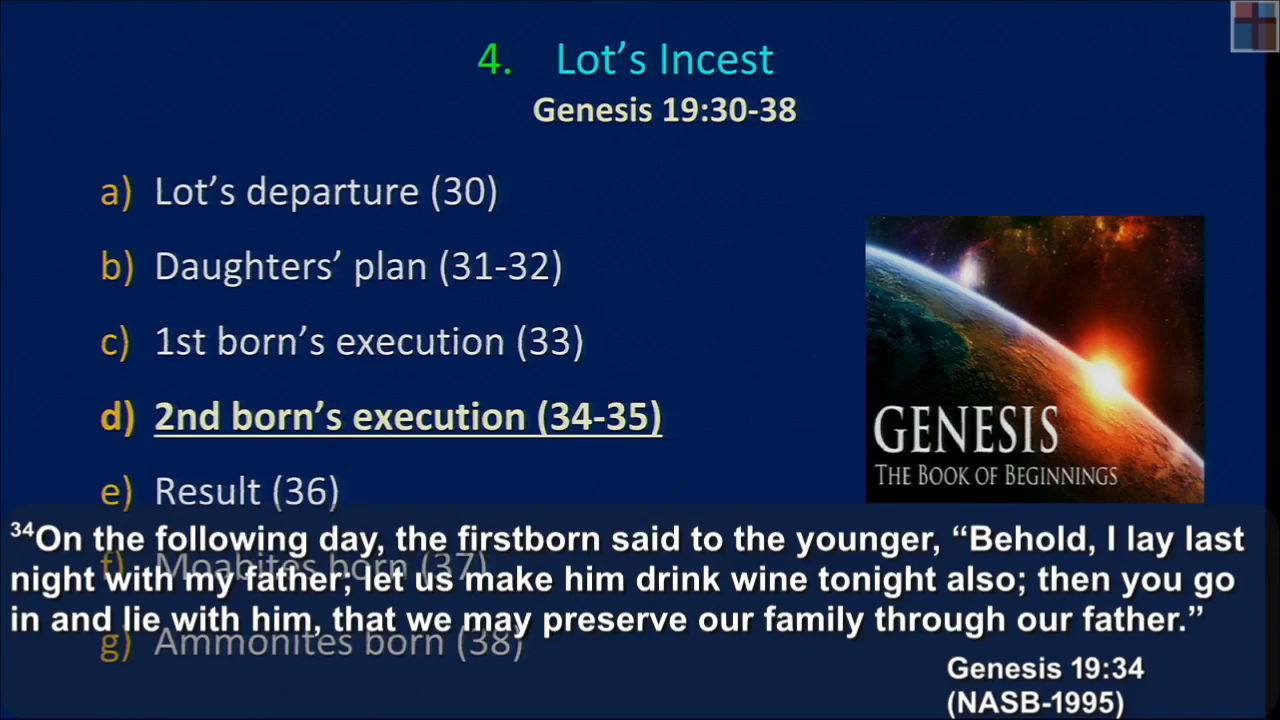 4. Lot’s Incest
Genesis 19:30-38
a) Lot’s departure (30)
b) Daughters’ plan (31-32)
c) 1st born’s execution (33)
d) 2nd born’s execution (34-35)
e) Result (36)
f) Moabites born (37)
g) Ammonites born (38)
GENESIS
THE BOOK OF BEGINNINGS
34On the following day, the firstborn said to the younger, “Behold, I lay last
night with my father; let us make him drink wine tonight also; then you go
in and lie with him, that we may preserve our family through our father.”
Genesis 19:34
(NASB-1995)